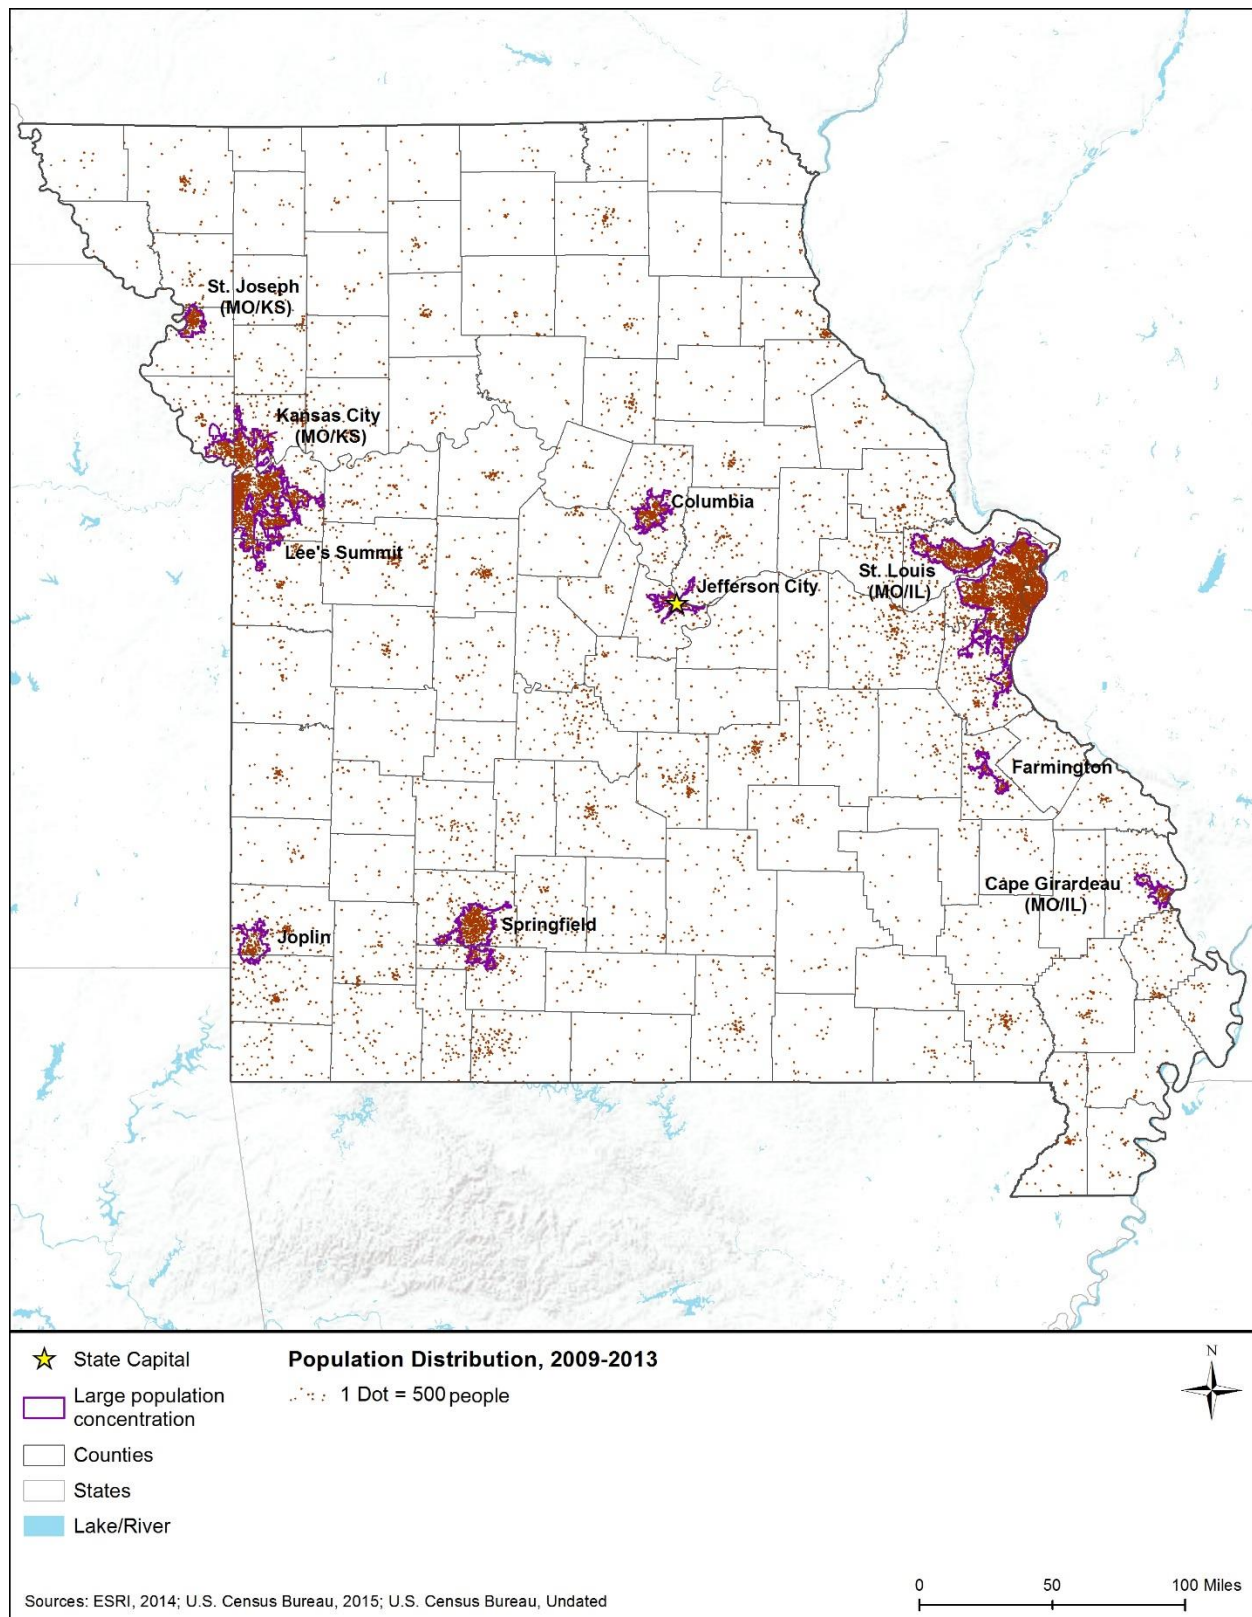 St. Joseph
(MO/KS)
Kansas City
(MO/KS)
Lee's Summit
Columbia
Jefferson City
St. Louis
(MO/IL)
Farmington
Cape Girardeau
(MO/IL)
Joplin
Springfield
State Capital
Large population
concentration
Counties
States
Lake/River
Population Distribution, 2009-2013
1 Dot = 500 people
N
0 50 100 Miles
Sources: ESRI, 2014; U.S. Census Bureau, 2015; U.S. Census Bureau, Undated